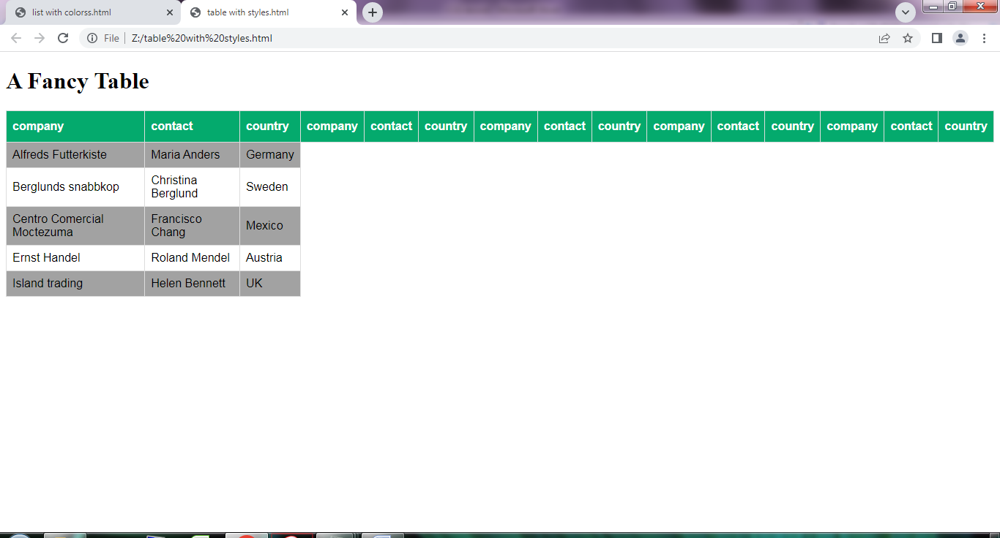 list with colorss.html
table with styles.html
File
Z:/table%20with%20styles.html
A Fancy Table
company contact country company contact country company contact country company contact country company contact country
Alfreds Futterkiste Maria Anders Germany
Berglunds snabbkop Christina Berglund Sweden
Centro Comercial Moctezuma Francisco Chang Mexico
Ernst Handel Roland Mendel Austria
Island trading Helen Bennett UK